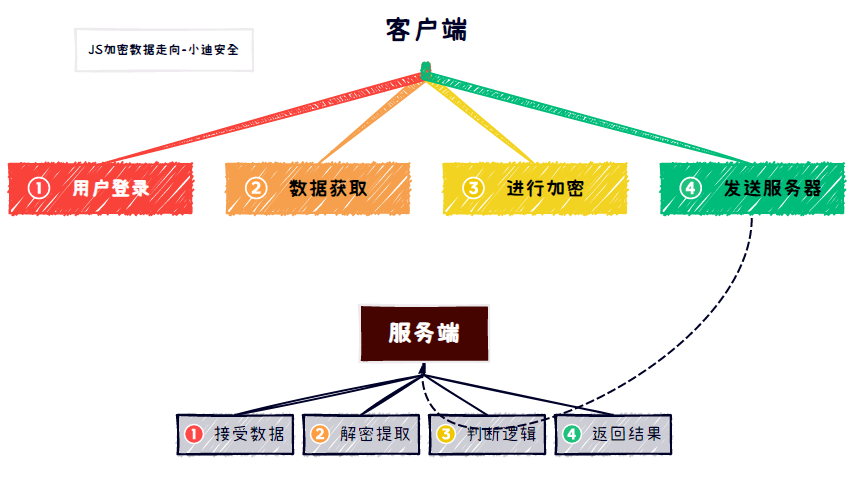 客户端
JS加密数据走向-小迪安全
1 用户登录
2 数据获取
3 进行加密
4 发送服务器
服务端
1 接受数据
2 解密提取
3 判断逻辑
4 返回结果